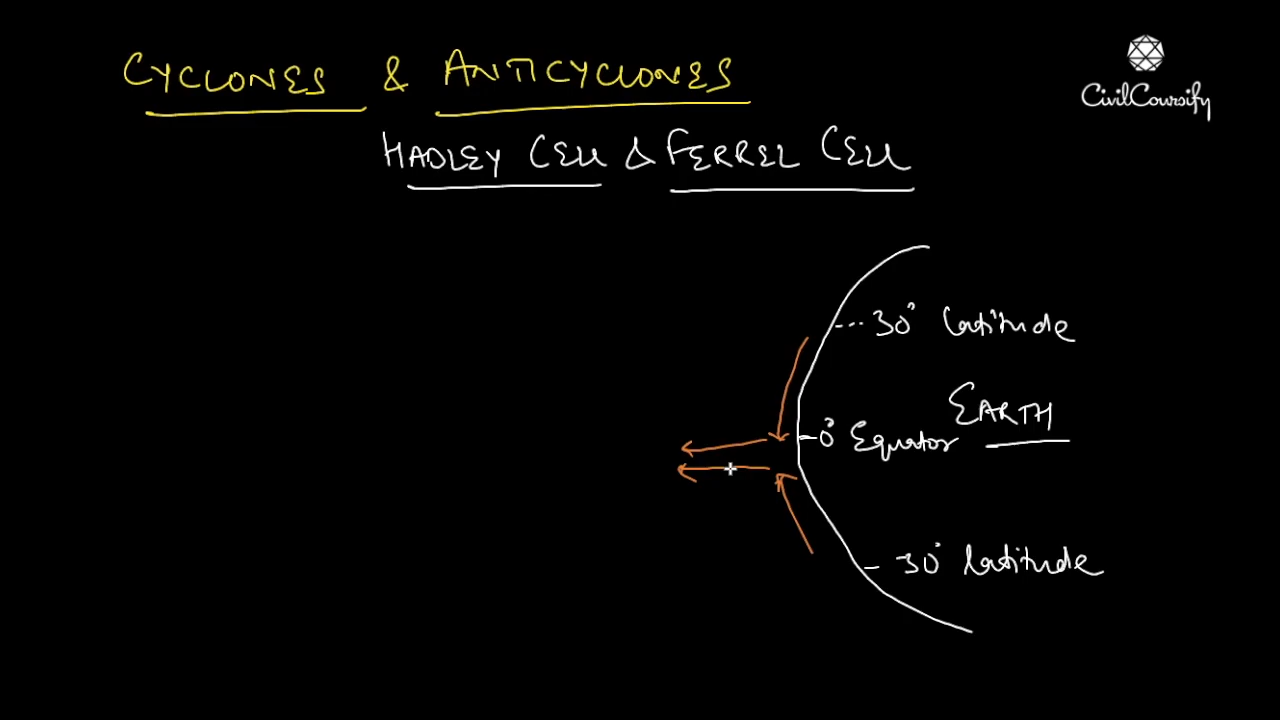 CYCLONES & ANTICYCLONES
CivilCoursify
HADLEY CELL & FERREL CELL
30° latitude
EARTH
0° Equator
30° latitude